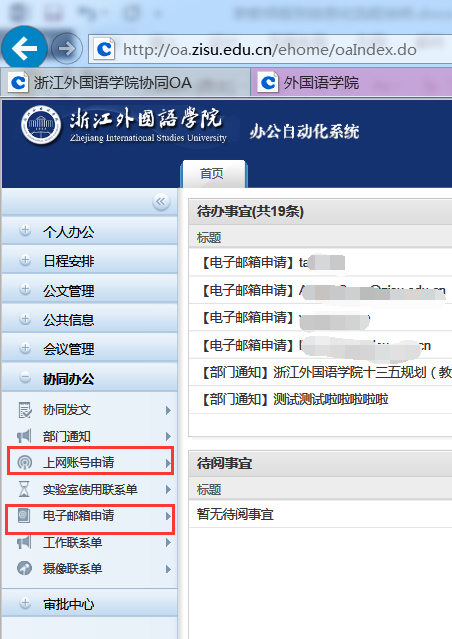 http://oa.zisu.edu.cn/ehome/oaIndex.do
浙江外国语学院协同OA
外国语学院
浙江外国語學院
Zhejiang International Studies University
办公自动化系统
首页
个人办公
日程安排
公文管理
公共信息
会议管理
协同办公
协同发文
部门通知
上网账号申请
实验室使用联系单
电子邮箱申请
工作联系单
摄像联系单
审批中心
待办事宜(共19条)
标题
【电子邮箱申请】ta
【电子邮箱申请】
【电子邮箱申请】
【电子邮箱申请】
【部门通知】浙江外国语学院十三五规划（教
【部门通知】测试测试啦啦啦啦啦
待阅事宜
标题
暂无待阅事宜